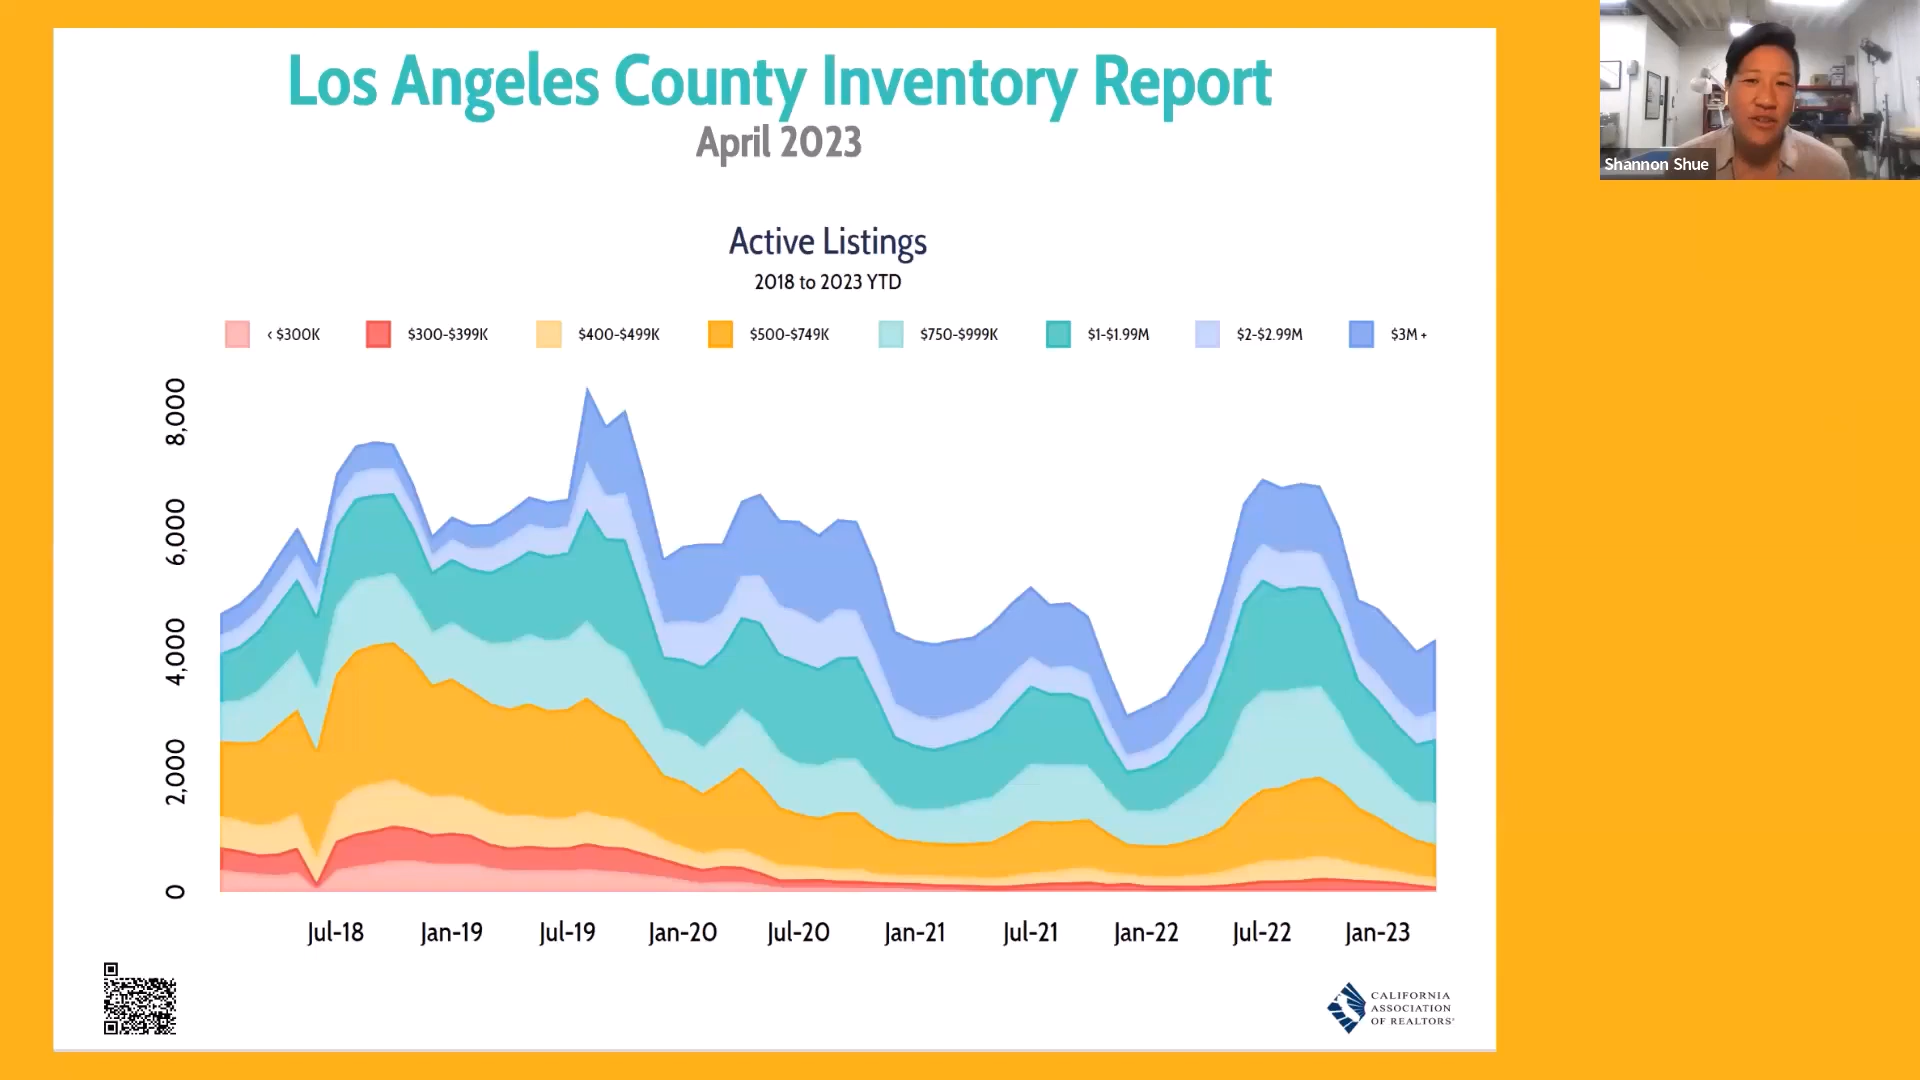 Los Angeles County Inventory Report
April 2023
Shannon Shue
Active Listings
2018 to 2023 YTD
< $300K $300-$399K $400-$499K $500-$749K $750-$999K $1-$1.99M $2-$2.99M $3M +
8,000
6,000
4,000
2,000
0
Jul-18 Jan-19 Jul-19 Jan-20 Jul-20 Jan-21 Jul-21 Jan-22 Jul-22 Jan-23
CALIFORNIA
ASSOCIATION
OF REALTORS®